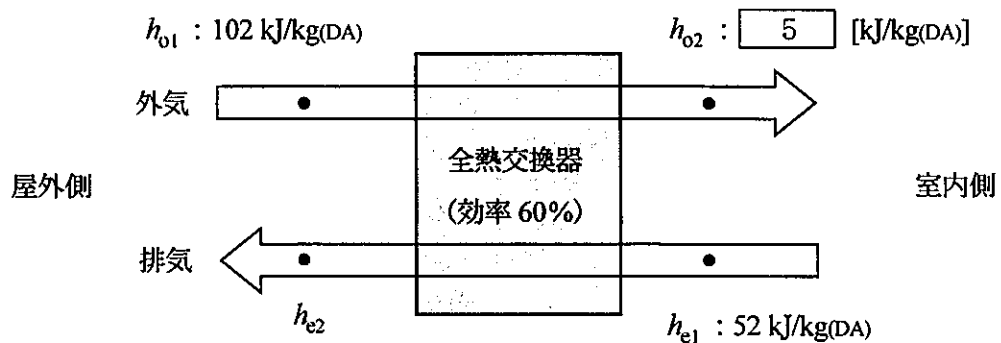 h_o1 : 102 kJ/kg(DA)
h_o2 : 5 [kJ/kg(DA)]
外気
全熱交換器
(効率 60%)
屋外側
室内側
排気
h_e2
h_e1 : 52 kJ/kg(DA)